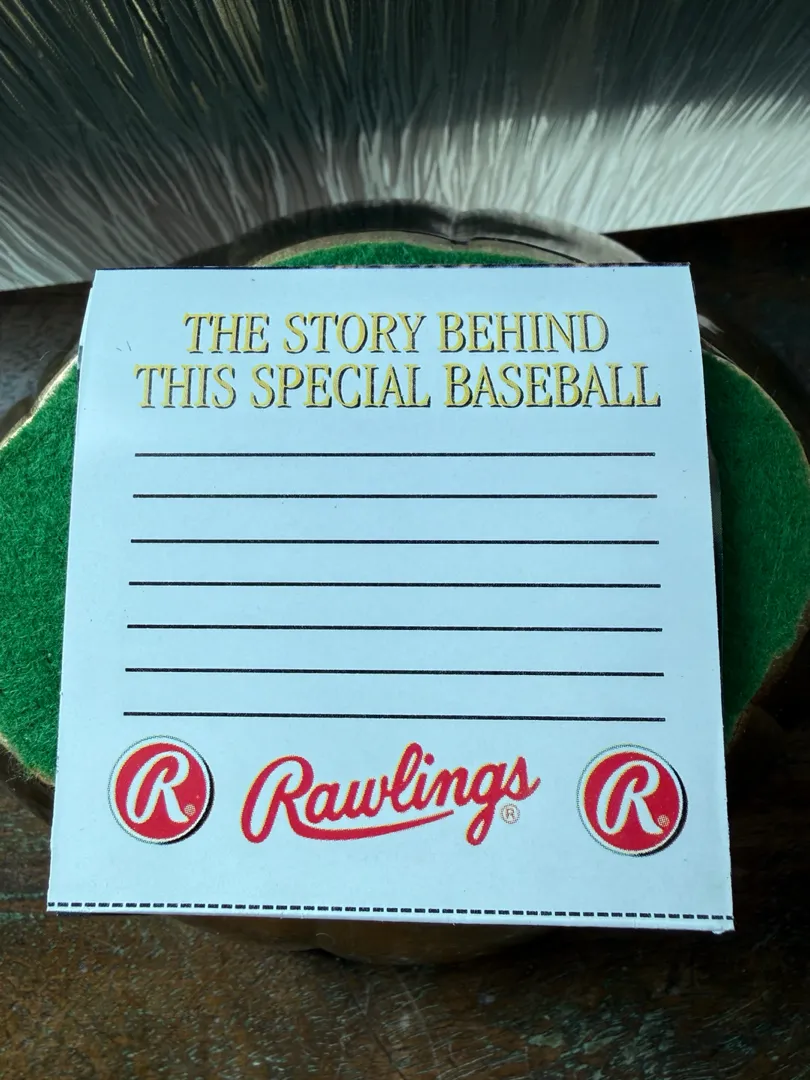 THE STORY BEHIND
THIS SPECIAL BASEBALL
R® Rawlings® R®